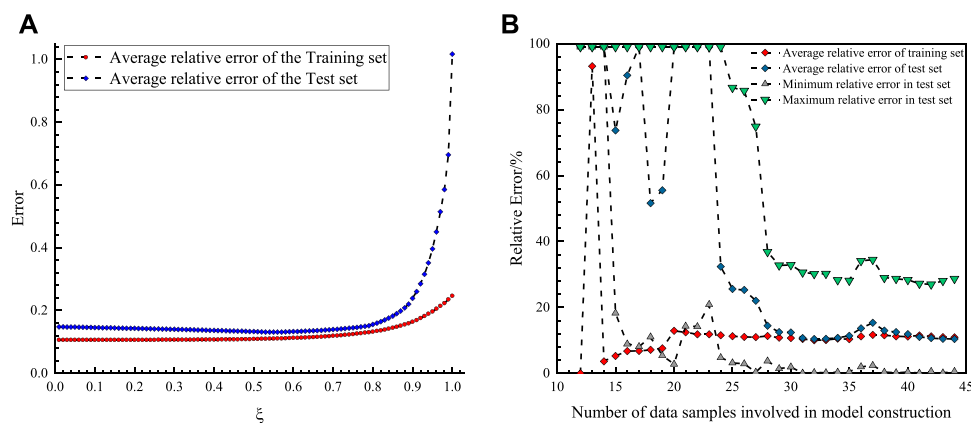 A
Average relative error of the Training set
Average relative error of the Test set
1.0
0.8
0.6
0.4
0.2
0.0
Error
0.0 0.1 0.2 0.3 0.4 0.5 0.6 0.7 0.8 0.9 1.0
ξ
B
Average relative error of training set
Average relative error of test set
Minimum relative error in test set
Maximum relative error in test set
100
80
60
40
20
0
Relative Error/%
10 15 20 25 30 35 40 45
Number of data samples involved in model construction